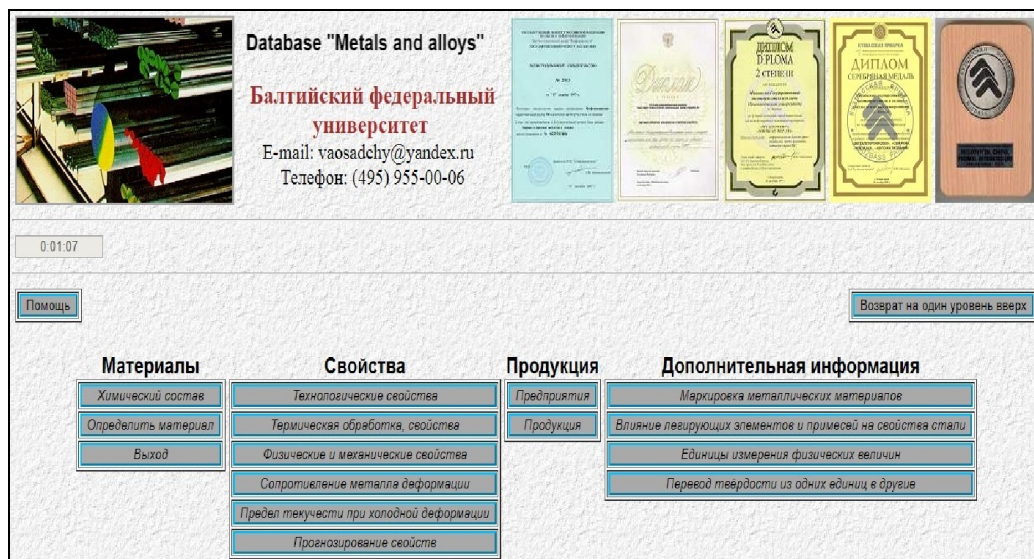 Database "Metals and alloys"
Балтийский федеральный
университет
E-mail: vaosadchy@yandex.ru
Телефон: (495) 955-00-06
ДИПЛОМ
DIPLOMA
2 СТЕПЕНИ
ДИПЛОМ
СЕРЕБРЯНАЯ МЕДАЛЬ
0:01:07
Помощь
Возврат на один уровень вверх
Материалы
Химический состав
Определить материал
Выход
Свойства
Технологические свойства
Термическая обработка, свойства
Физические и механические свойства
Сопротивление металла деформации
Предел текучести при холодной деформации
Прогнозирование свойств
Продукция
Предприятия
Продукция
Дополнительная информация
Маркировка металлических материалов
Влияние легирующих элементов и примесей на свойства стали
Единицы измерения физических величин
Перевод твёрдости из одних единиц в другие